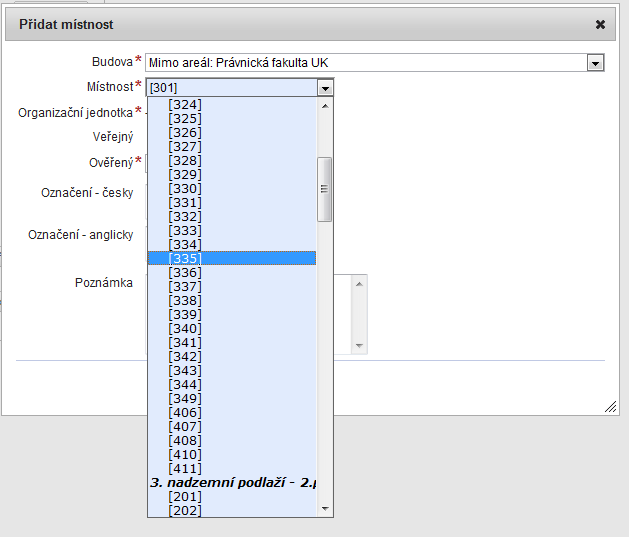 Přidat místnost
Budova* Mimo areál: Právnická fakulta UK
Místnost* [301]
Organizační jednotka*
Veřejný
Ověřený*
Označení - česky
Označení - anglicky
Poznámka
[324]
[325]
[326]
[327]
[328]
[329]
[330]
[331]
[332]
[333]
[334]
[335]
[336]
[337]
[338]
[339]
[340]
[341]
[342]
[343]
[344]
[349]
[406]
[407]
[408]
[410]
[411]
3. nadzemní podlaží - 2.
[201]
[202]